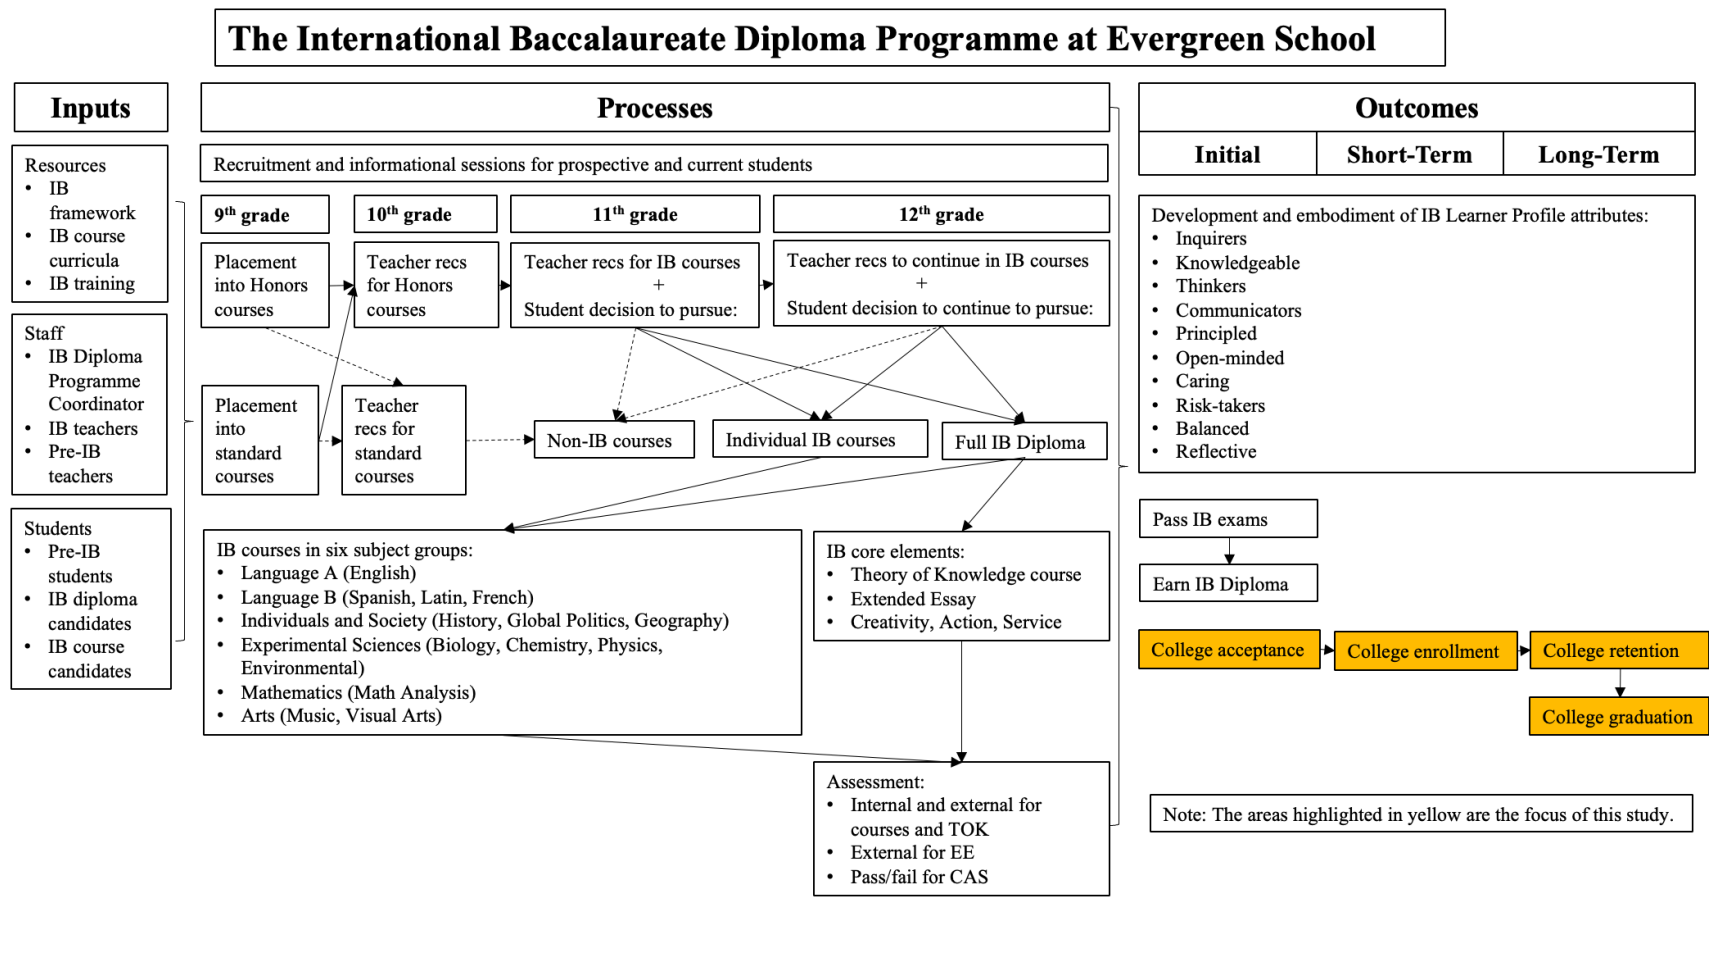 The International Baccalaureate Diploma Programme at Evergreen School
Inputs
Resources
• IB
framework
• IB course
curricula
• IB training
Staff
• IB Diploma
Programme
Coordinator
• IB teachers
• Pre-IB
teachers
Students
• Pre-IB
students
• IB diploma
candidates
• IB course
candidates
Processes
Recruitment and informational sessions for prospective and current students
9th grade
10th grade
11th grade
12th grade
Placement
into Honors
courses
Teacher recs
for Honors
courses
Teacher recs for IB courses
+
Student decision to pursue:
Teacher recs to continue in IB courses
+
Student decision to continue to pursue:
Placement
into
standard
courses
Teacher
recs for
standard
courses
Non-IB courses
Individual IB courses
Full IB Diploma
IB courses in six subject groups:
• Language A (English)
• Language B (Spanish, Latin, French)
• Individuals and Society (History, Global Politics, Geography)
• Experimental Sciences (Biology, Chemistry, Physics,
Environmental)
• Mathematics (Math Analysis)
• Arts (Music, Visual Arts)
IB core elements:
• Theory of Knowledge course
• Extended Essay
• Creativity, Action, Service
Assessment:
• Internal and external for
courses and TOK
• External for EE
• Pass/fail for CAS
Outcomes
Initial
Short-Term
Long-Term
Development and embodiment of IB Learner Profile attributes:
• Inquirers
• Knowledgeable
• Thinkers
• Communicators
• Principled
• Open-minded
• Caring
• Risk-takers
• Balanced
• Reflective
Pass IB exams
Earn IB Diploma
College acceptance
College enrollment
College retention
College graduation
Note: The areas highlighted in yellow are the focus of this study.